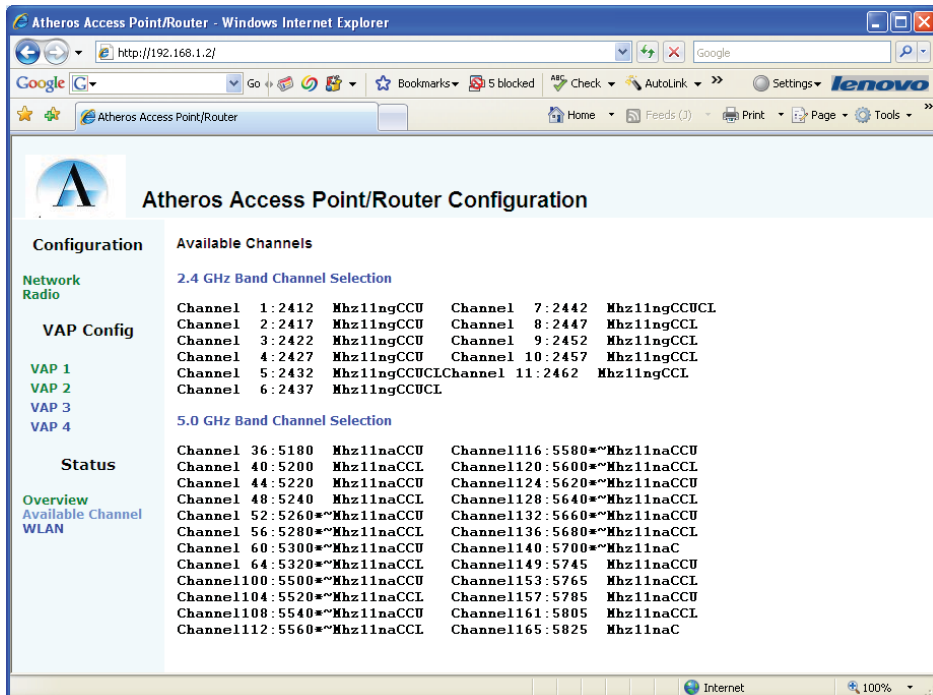 Atheros Access Point/Router - Windows Internet Explorer
http://192.168.1.2/
Google
Google G Go Bookmarks 5 blocked ABC Check AutoLink >> Settings lenovo
Atheros Access Point/Router Home Feeds (J) Print Page Tools >>
A
Atheros Access Point/Router Configuration
Configuration
Network
Radio
VAP Config
VAP 1
VAP 2
VAP 3
VAP 4
Status
Overview
Available Channel
WLAN
Available Channels
2.4 GHz Band Channel Selection
Channel 1:2412 Mhz11ngCCU Channel 7:2442 Mhz11ngCCUCL
Channel 2:2417 Mhz11ngCCU Channel 8:2447 Mhz11ngCCL
Channel 3:2422 Mhz11ngCCU Channel 9:2452 Mhz11ngCCL
Channel 4:2427 Mhz11ngCCU Channel 10:2457 Mhz11ngCCL
Channel 5:2432 Mhz11ngCCUCLChannel 11:2462 Mhz11ngCCL
Channel 6:2437 Mhz11ngCCUCL
5.0 GHz Band Channel Selection
Channel 36:5180 Mhz11naCCU Channel116:5580*~Mhz11naCCU
Channel 40:5200 Mhz11naCCL Channel120:5600*~Mhz11naCCL
Channel 44:5220 Mhz11naCCU Channel124:5620*~Mhz11naCCU
Channel 48:5240 Mhz11naCCL Channel128:5640*~Mhz11naCCL
Channel 52:5260*~Mhz11naCCU Channel132:5660*~Mhz11naCCU
Channel 56:5280*~Mhz11naCCL Channel136:5680*~Mhz11naCCL
Channel 60:5300*~Mhz11naCCU Channel140:5700*~Mhz11naC
Channel 64:5320*~Mhz11naCCL Channel149:5745 Mhz11naCCU
Channel100:5500*~Mhz11naCCU Channel153:5765 Mhz11naCCL
Channel104:5520*~Mhz11naCCL Channel157:5785 Mhz11naCCU
Channel108:5540*~Mhz11naCCU Channel161:5805 Mhz11naCCL
Channel112:5560*~Mhz11naCCL Channel165:5825 Mhz11naC
Internet 100%